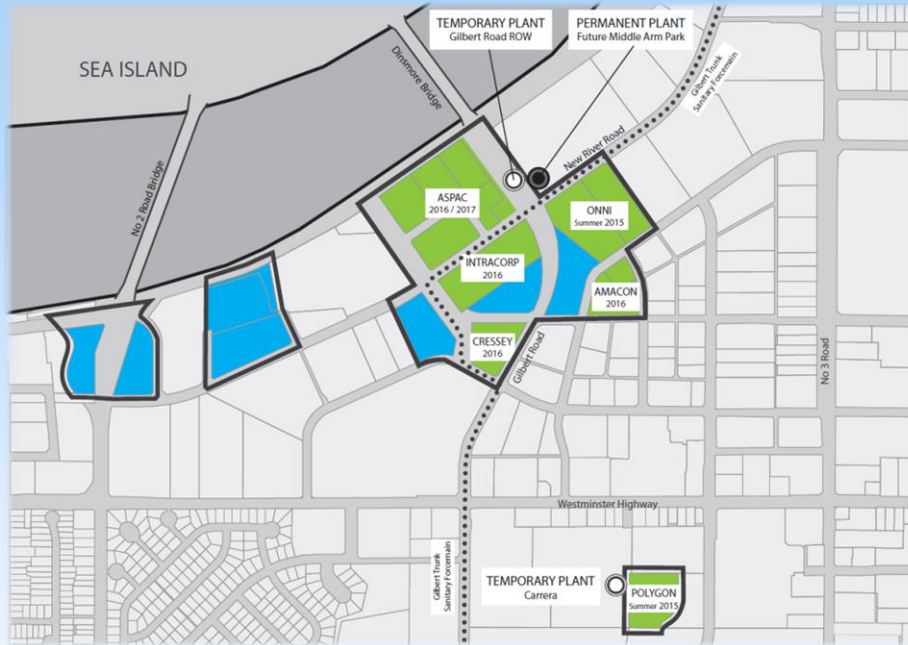 TEMPORARY PLANT
Gilbert Road ROW
PERMANENT PLANT
Future Middle Arm Park
SEA ISLAND
Dinsmore Bridge
Gilbert Trunk
Sanitary Forcemain
No 2 Road Bridge
New River Road
ASPAC
2016 / 2017
ONNI
Summer 2015
INTRACORP
2016
AMACON
2016
CRESSEY
2016
Gilbert Road
No 3 Road
Westminster Highway
Gilbert Trunk
Sanitary Forcemain
TEMPORARY PLANT
Carrera
POLYGON
Summer 2015